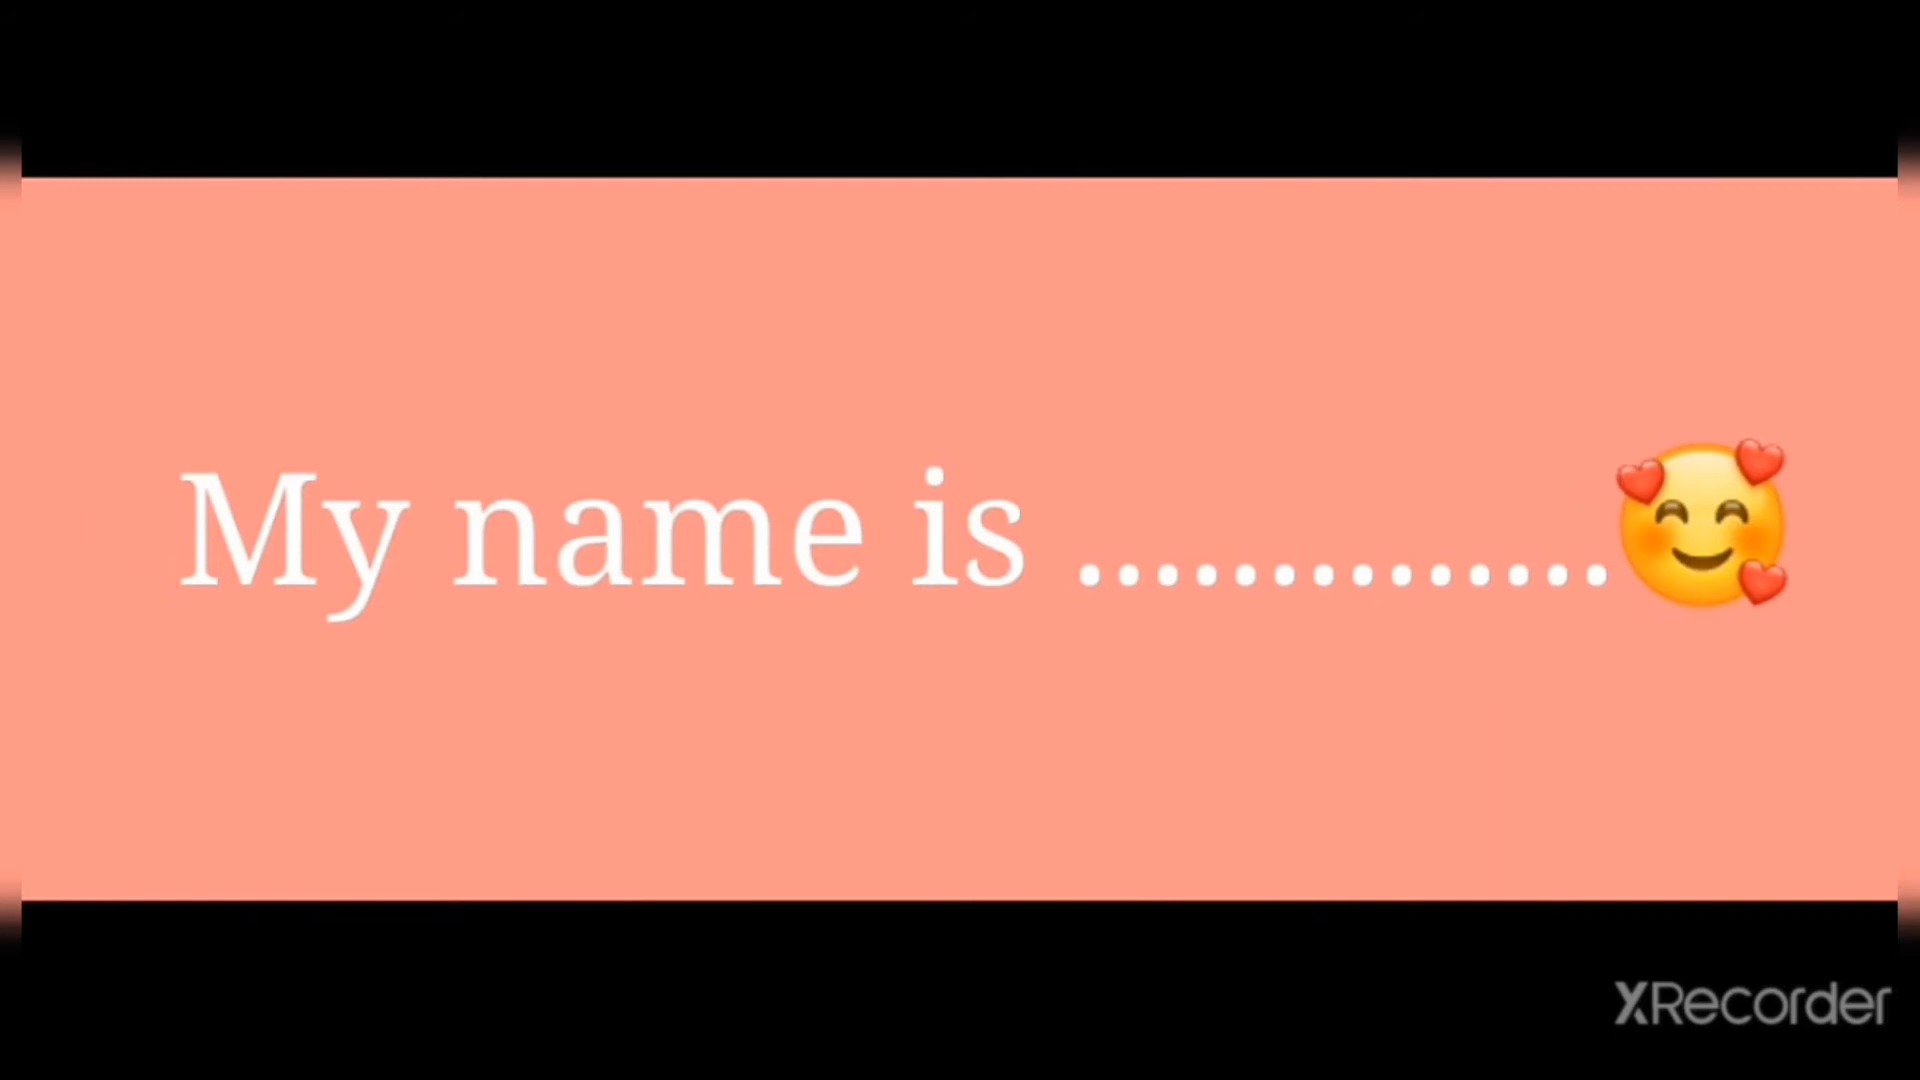 My name is ..............🥰
XRecorder